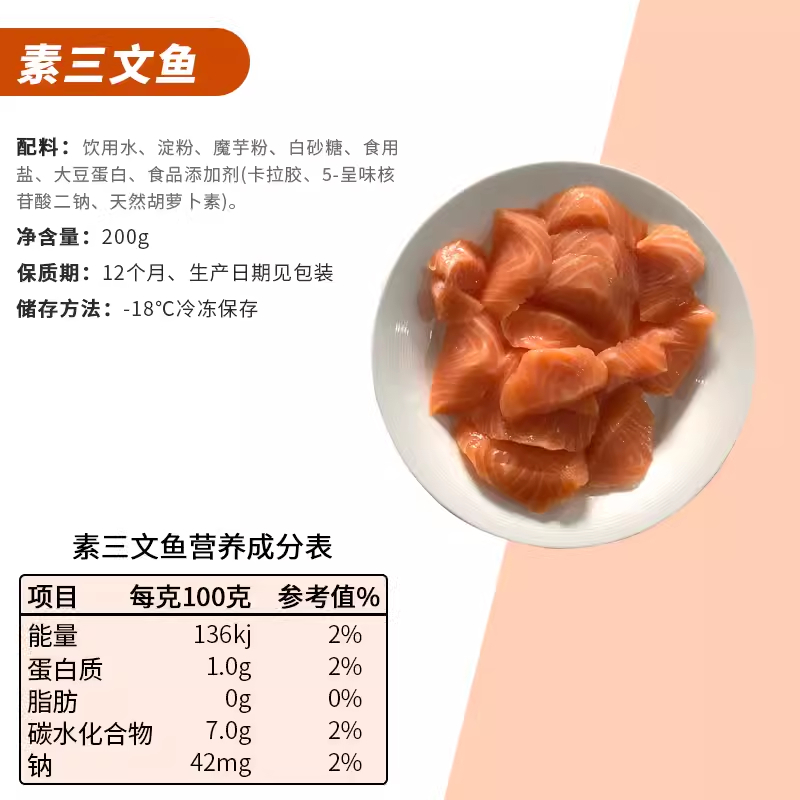 素三文鱼
配料：饮用水、淀粉、魔芋粉、白砂糖、食用
盐、大豆蛋白、食品添加剂(卡拉胶、5-呈味核
苷酸二钠、天然胡萝卜素)。
净含量：200g
保质期：12个月、生产日期见包装
储存方法：-18℃冷冻保存
素三文鱼营养成分表
项目 每克100克 参考值%
能量 136kj 2%
蛋白质 1.0g 2%
脂肪 0g 0%
碳水化合物 7.0g 2%
钠 42mg 2%